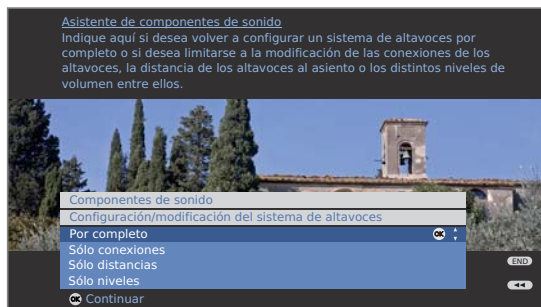 Asistente de componentes de sonido
Indique aquí si desea volver a configurar un sistema de altavoces por
completo o si desea limitarse a la modificación de las conexiones de los
altavoces, la distancia de los altavoces al asiento o los distintos niveles de
volumen entre ellos.
Componentes de sonido
Configuración/modificación del sistema de altavoces
Por completo OK
Sólo conexiones
Sólo distancias
END
Sólo niveles
OK Continuar